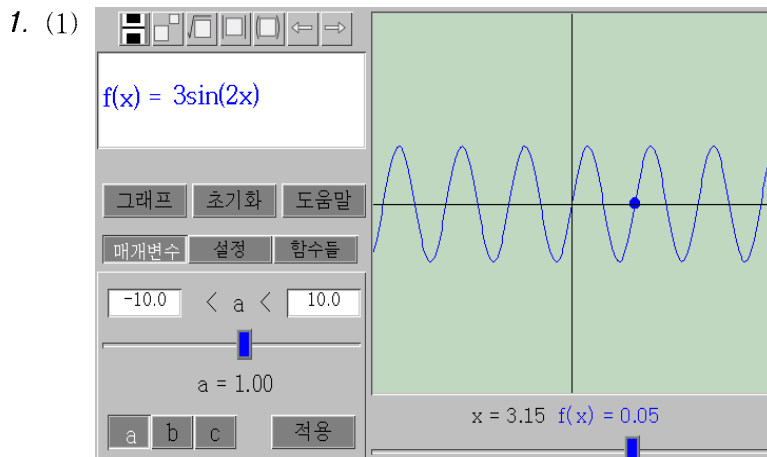 1. (1)
f(x) = 3sin(2x)
그래프 초기화 도움말
매개변수 설정 함수들
-10.0 < a < 10.0
a = 1.00
a b c 적용
x = 3.15 f(x) = 0.05